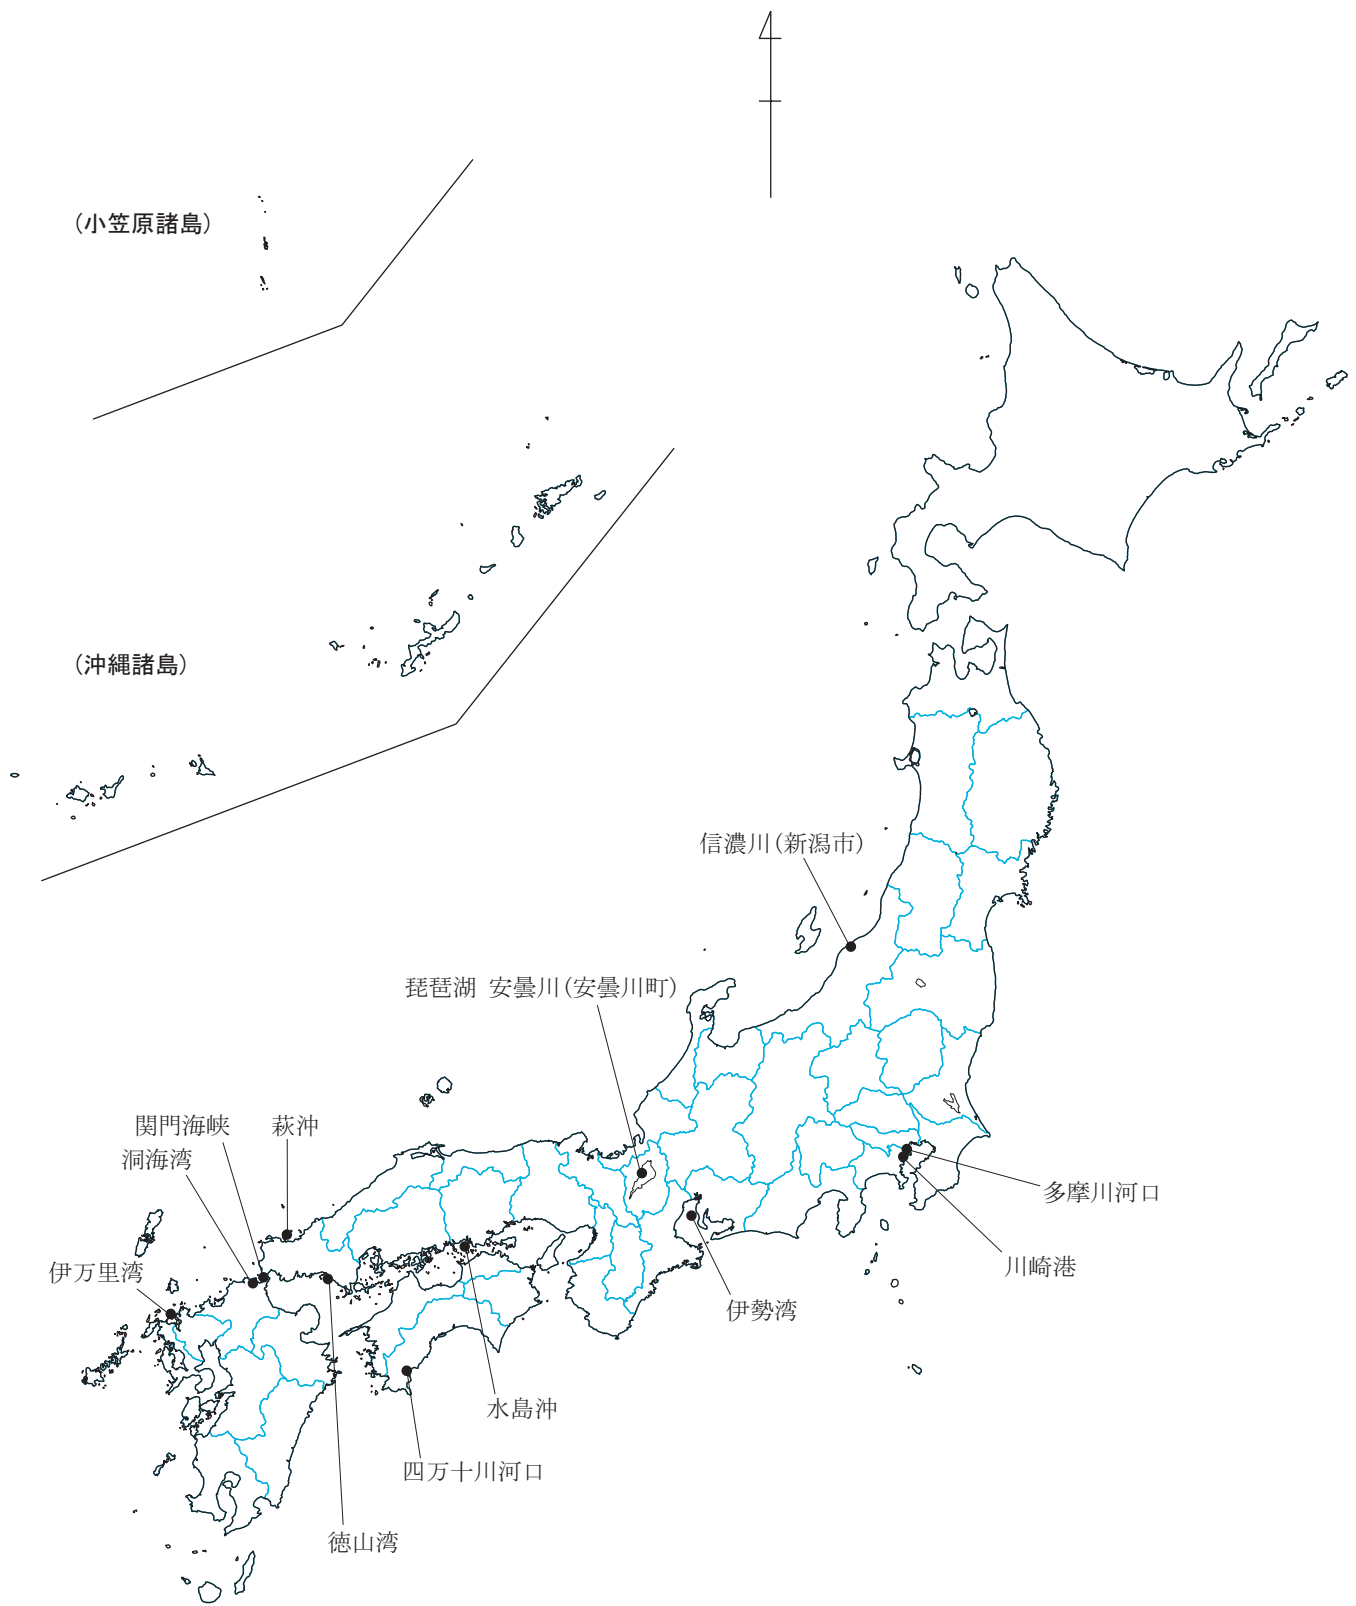 (小笠原諸島)
(沖縄諸島)
信濃川(新潟市)
琵琶湖 安曇川(安曇川町)
関門海峡
萩沖
洞海湾
多摩川河口
川崎港
伊万里湾
伊勢湾
水島沖
四万十川河口
徳山湾